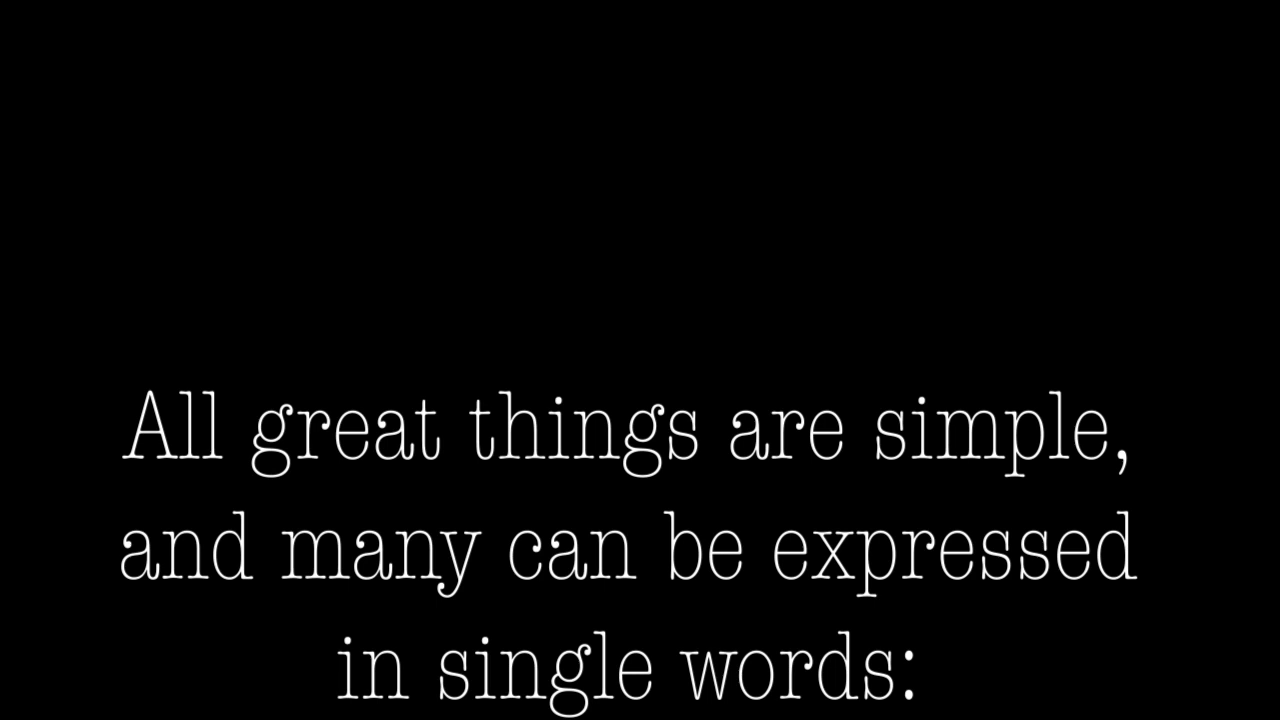 All great things are simple,
and many can be expressed
in single words: